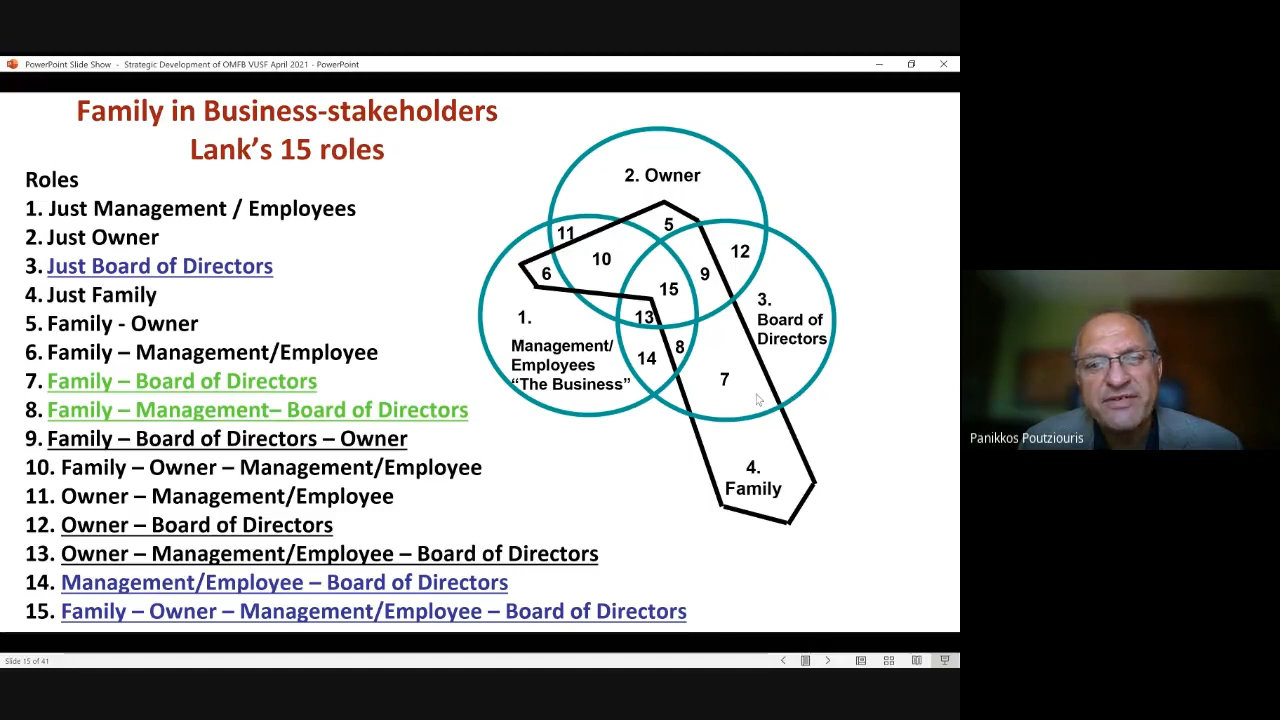 PowerPoint Slide Show - Strategic Development of OMFB VUSF April 2021 - PowerPoint
Family in Business-stakeholders
Lank's 15 roles
Roles
1. Just Management / Employees
2. Just Owner
3. Just Board of Directors
4. Just Family
5. Family - Owner
6. Family – Management/Employee
7. Family – Board of Directors
8. Family – Management– Board of Directors
9. Family – Board of Directors – Owner
10. Family – Owner – Management/Employee
11. Owner – Management/Employee
12. Owner – Board of Directors
13. Owner – Management/Employee – Board of Directors
14. Management/Employee – Board of Directors
15. Family – Owner – Management/Employee – Board of Directors
2. Owner
5
11
12
10
6
9
15
3.
Board of
Directors
1.
13
Management/
Employees
"The Business"
14
8
7
4.
Family
Panikkos Poutziouris
Slide 15 of 41